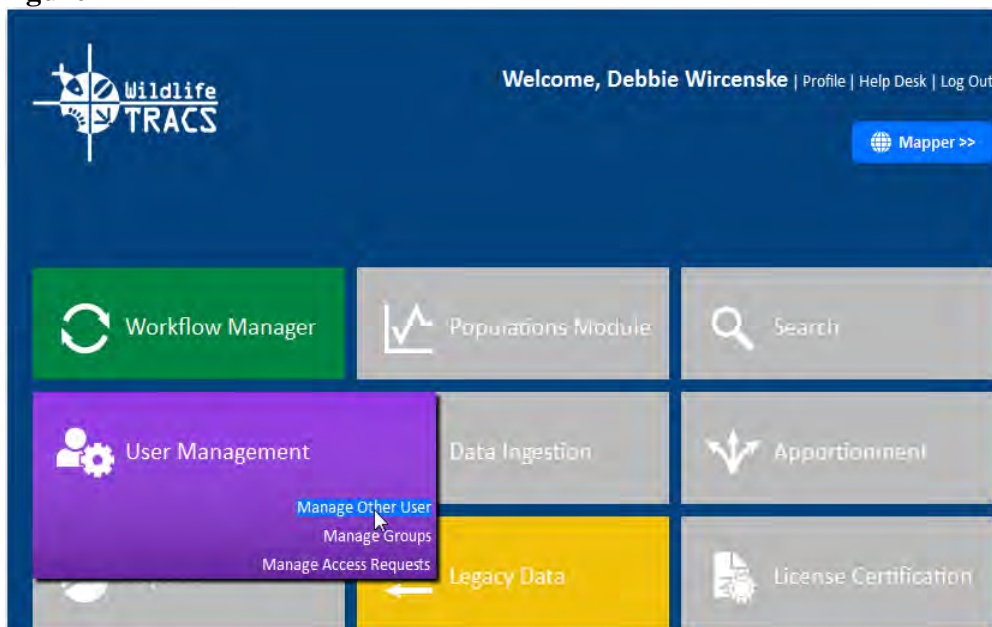 Wildlife
TRACS
Welcome, Debbie Wircenske | Profile | Help Desk | Log Out
Mapper >>
Workflow Manager
Populations Module
Search
User Management
Data Ingestion
Apportionment
Manage Other User
Manage Groups
Manage Access Requests
Legacy Data
License Certification